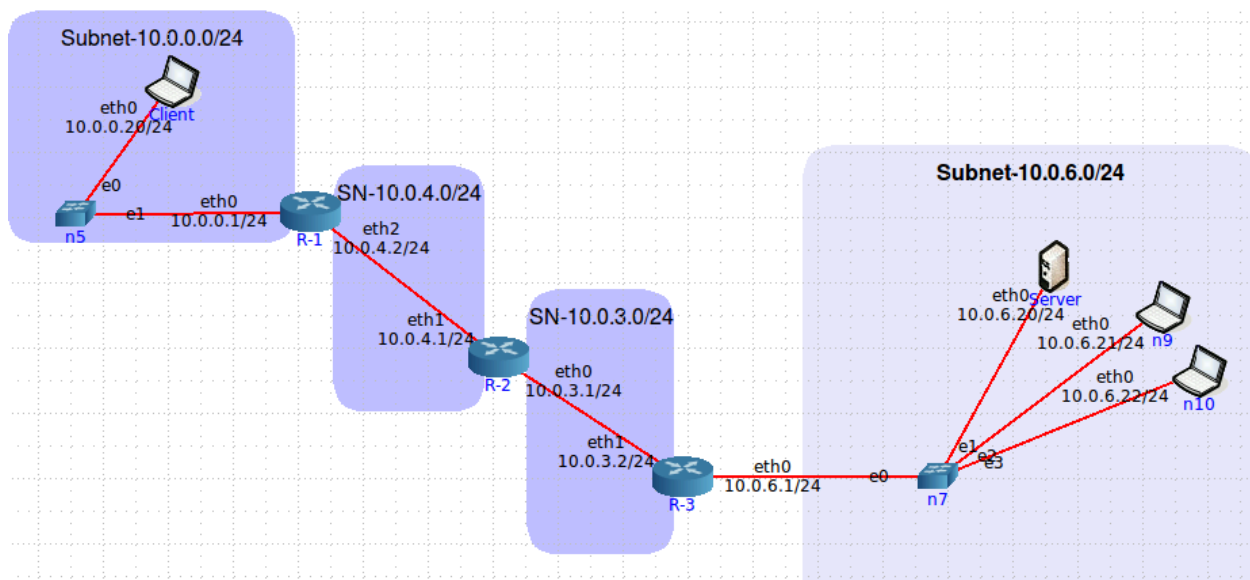 Subnet-10.0.0.0/24
Client
eth0
10.0.0.20/24
e0
e1
n5
eth0
10.0.0.1/24
R-1
SN-10.0.4.0/24
eth2
10.0.4.2/24
eth1
10.0.4.1/24
R-2
SN-10.0.3.0/24
eth0
10.0.3.1/24
eth1
10.0.3.2/24
R-3
eth0
10.0.6.1/24
Subnet-10.0.6.0/24
Server
eth0
10.0.6.20/24
eth0
10.0.6.21/24
n9
eth0
10.0.6.22/24
n10
e1
e2
e3
e0
n7